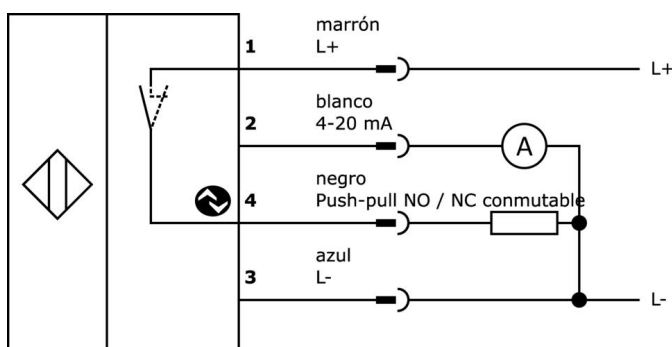 marrón
1 L+
L+
blanco
2 4-20 mA
A
negro
4 Push-pull NO / NC conmutable
azul
3 L-
L-